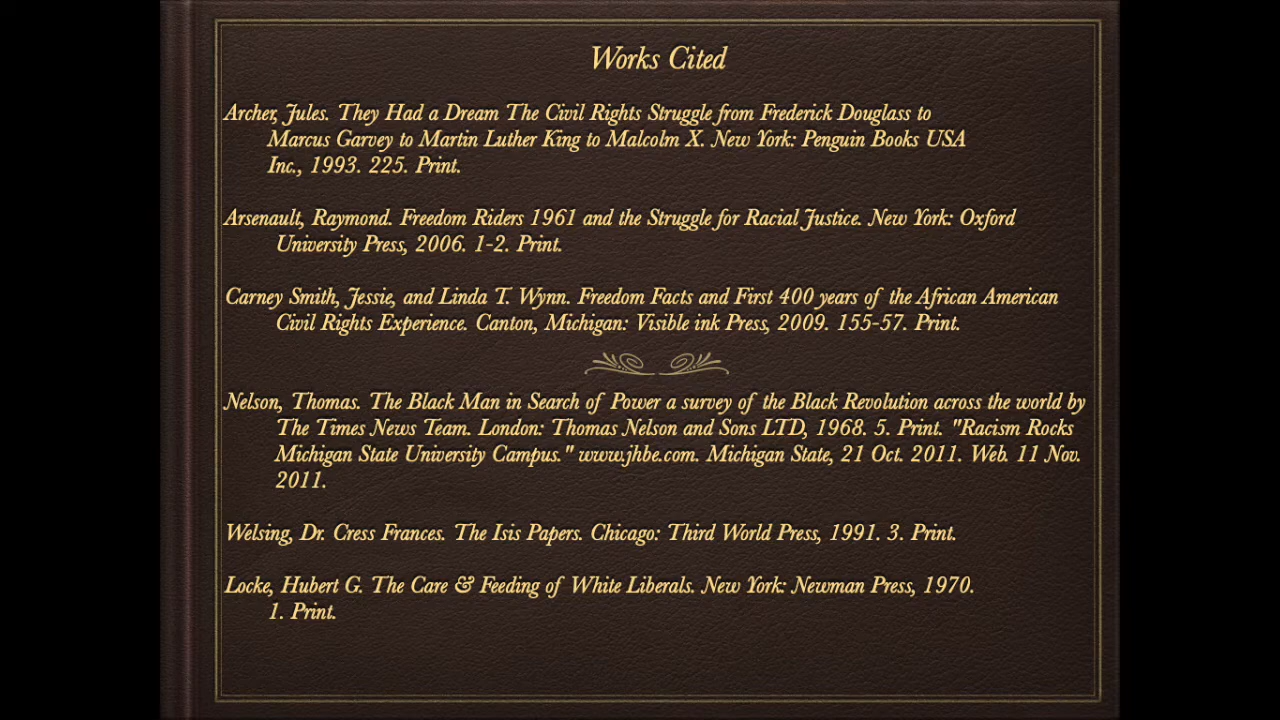 Works Cited
Archer, Jules. They Had a Dream The Civil Rights Struggle from Frederick Douglass to
Marcus Garvey to Martin Luther King to Malcolm X. New York: Penguin Books USA
Inc., 1993. 225. Print.
Arsenault, Raymond. Freedom Riders 1961 and the Struggle for Racial Justice. New York: Oxford
University Press, 2006. 1-2. Print.
Carney Smith, Jessie, and Linda T. Wynn. Freedom Facts and First 400 years of the African American
Civil Rights Experience. Canton, Michigan: Visible ink Press, 2009. 155-57. Print.
Nelson, Thomas. The Black Man in Search of Power a survey of the Black Revolution across the world by
The Times News Team. London: Thomas Nelson and Sons LTD, 1968. 5. Print. "Racism Rocks
Michigan State University Campus." www.jhbe.com. Michigan State, 21 Oct. 2011. Web. 11 Nov.
2011.
Welsing, Dr. Cress Frances. The Isis Papers. Chicago: Third World Press, 1991. 3. Print.
Locke, Hubert G. The Care & Feeding of White Liberals. New York: Newman Press, 1970.
1. Print.